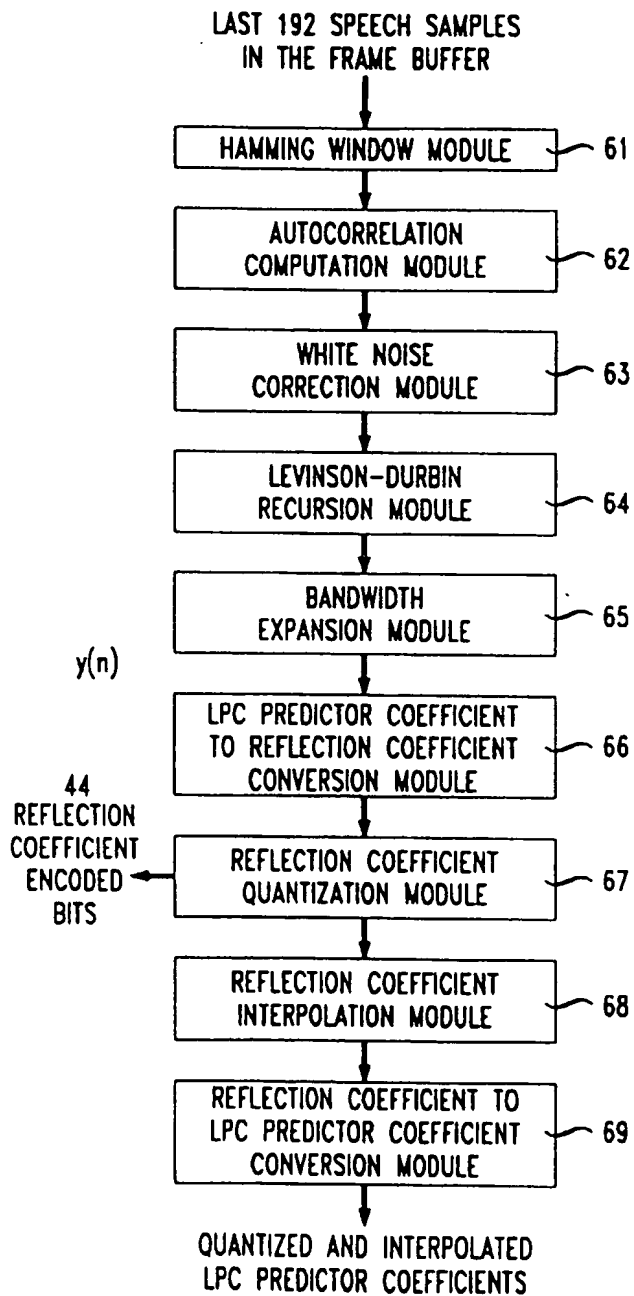 LAST 192 SPEECH SAMPLES
IN THE FRAME BUFFER
HAMMING WINDOW MODULE
61
AUTOCORRELATION
COMPUTATION MODULE
62
WHITE NOISE
CORRECTION MODULE
63
LEVINSON-DURBIN
RECURSION MODULE
64
BANDWIDTH
EXPANSION MODULE
65
y(n)
LPC PREDICTOR COEFFICIENT
TO REFLECTION COEFFICIENT
CONVERSION MODULE
66
44
REFLECTION
COEFFICIENT
ENCODED
BITS
REFLECTION COEFFICIENT
QUANTIZATION MODULE
67
REFLECTION COEFFICIENT
INTERPOLATION MODULE
68
REFLECTION COEFFICIENT TO
LPC PREDICTOR COEFFICIENT
CONVERSION MODULE
69
QUANTIZED AND INTERPOLATED
LPC PREDICTOR COEFFICIENTS